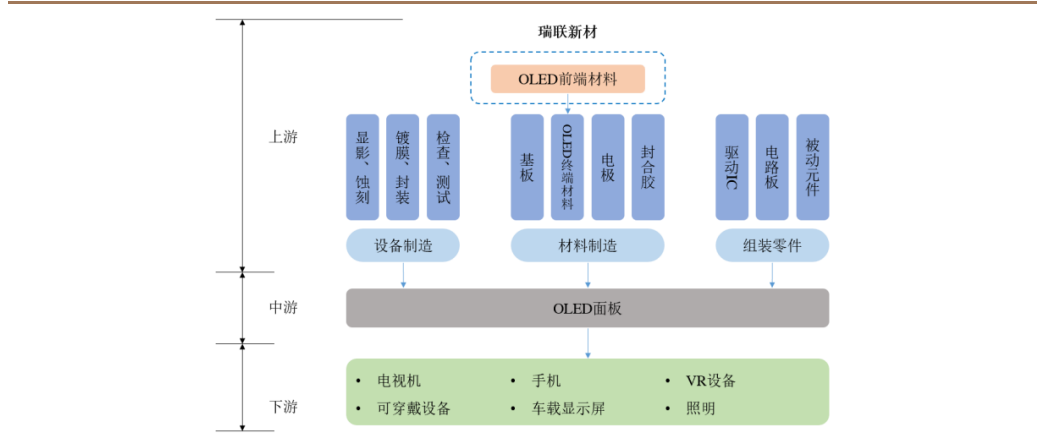 瑞联新材
OLED前端材料
上游
显影、蚀刻
镀膜、封装
检查、测试
基板
OLED终端材料
电极
封合胶
驱动IC
电路板
被动元件
设备制造
材料制造
组装零件
中游
OLED面板
下游
• 电视机
• 手机
• VR设备
• 可穿戴设备
• 车载显示屏
• 照明